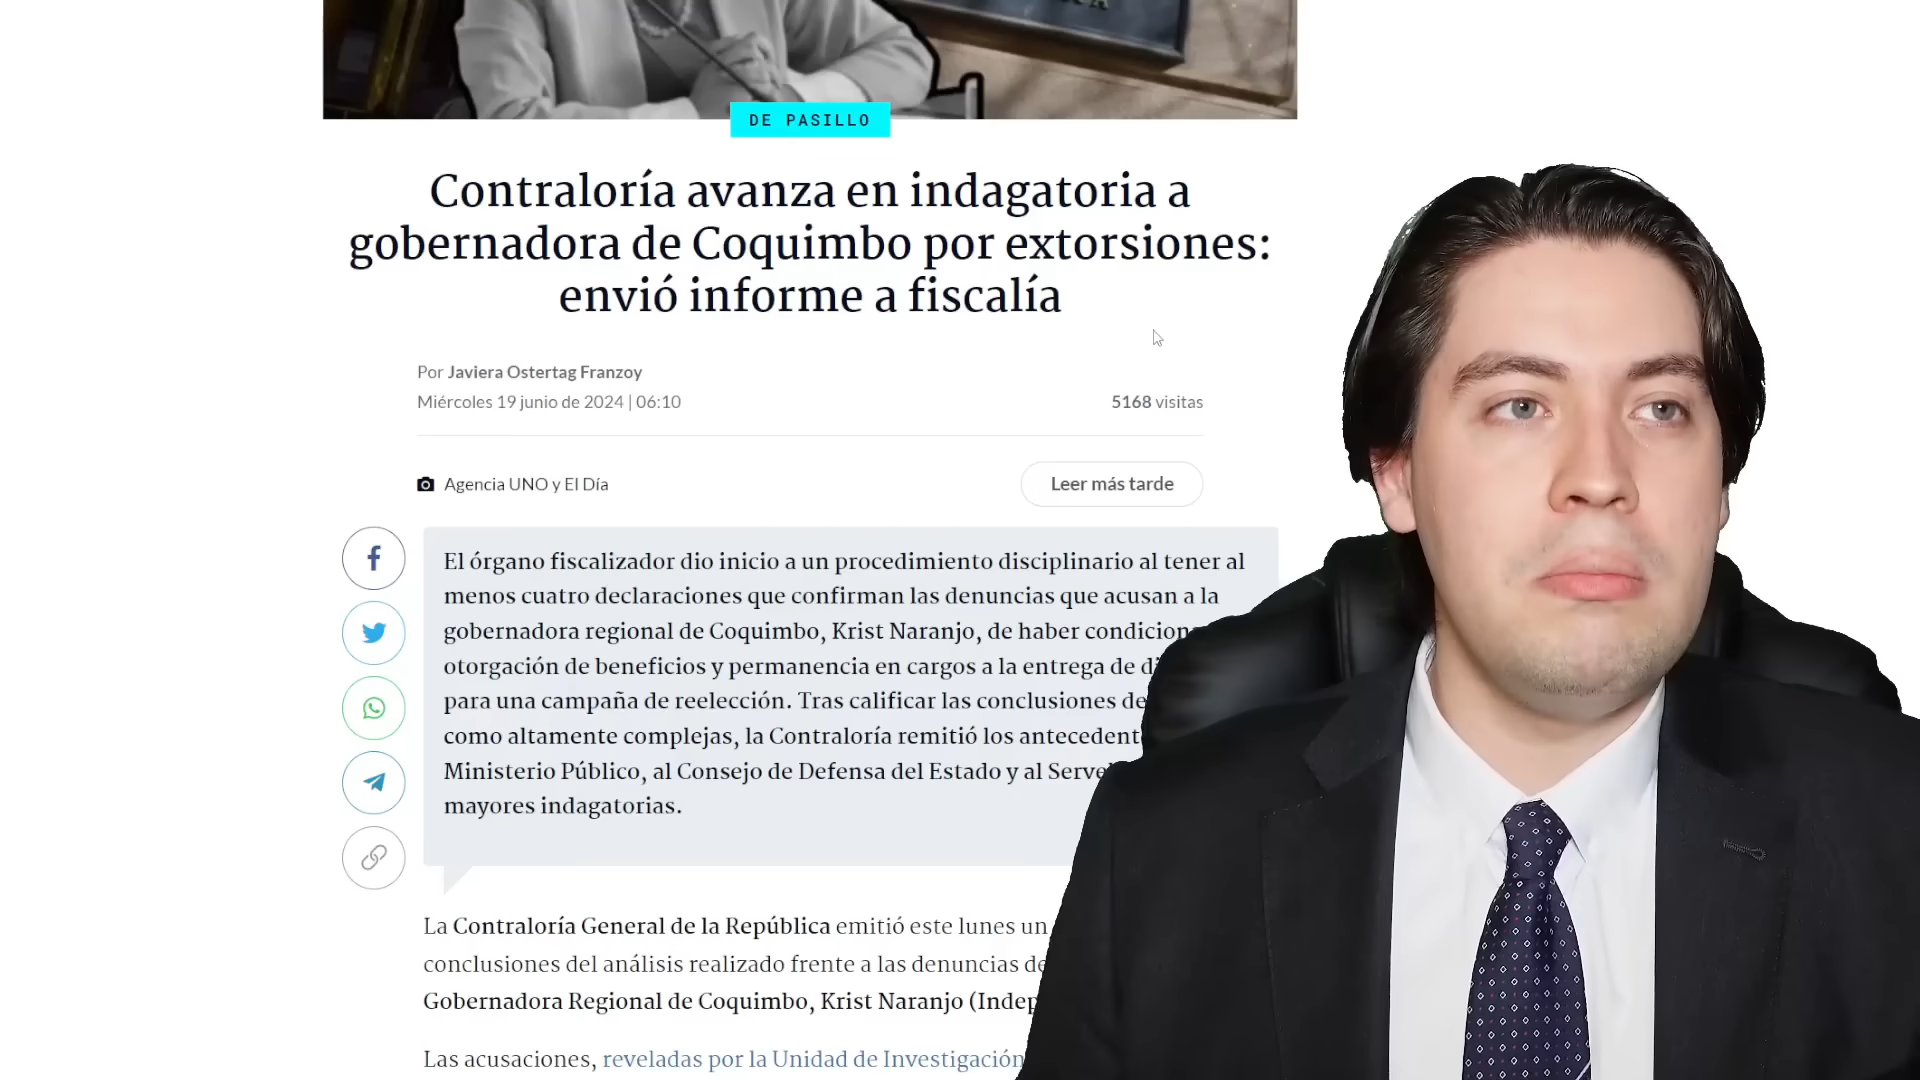 DE PASILLO
Contraloría avanza en indagatoria a
gobernadora de Coquimbo por extorsiones:
envió informe a fiscalía
Por Javiera Ostertag Franzoy
Miércoles 19 junio de 2024 | 06:10
5168 visitas
Agencia UNO y El Día
Leer más tarde
El órgano fiscalizador dio inicio a un procedimiento disciplinario al tener al
menos cuatro declaraciones que confirman las denuncias que acusan a la
gobernadora regional de Coquimbo, Krist Naranjo, de haber condicion
otorgación de beneficios y permanencia en cargos a la entrega de di
para una campaña de reelección. Tras calificar las conclusiones de
como altamente complejas, la Contraloría remitió los antecedent
Ministerio Público, al Consejo de Defensa del Estado y al Serve
mayores indagatorias.
La Contraloría General de la República emitió este lunes un
conclusiones del análisis realizado frente a las denuncias de
Gobernadora Regional de Coquimbo, Krist Naranjo (Indep
Las acusaciones, reveladas por la Unidad de Investigación